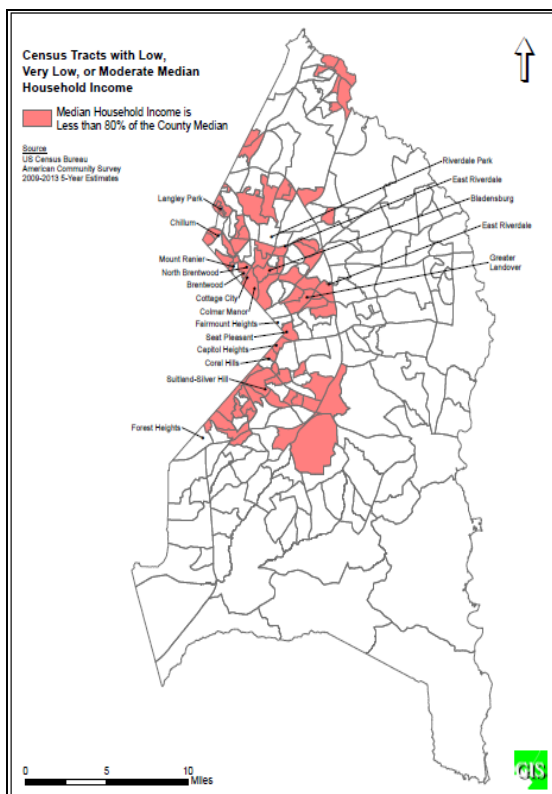 Census Tracts with Low,
Very Low, or Moderate Median
Household Income
Median Household Income is
Less than 80% of the County Median
Source
US Census Bureau
American Community Survey
2009-2013 5-Year Estimates
Riverdale Park
East Riverdale
Bladensburg
Langley Park
Chillum
East Riverdale
Mount Ranier
North Brentwood
Brentwood
Greater
Landover
Cottage City
Colmar Manor
Fairmount Heights
Seat Pleasant
Capitol Heights
Coral Hills
Suitland-Silver Hill
Forest Heights
0 5 10
Miles
GIS